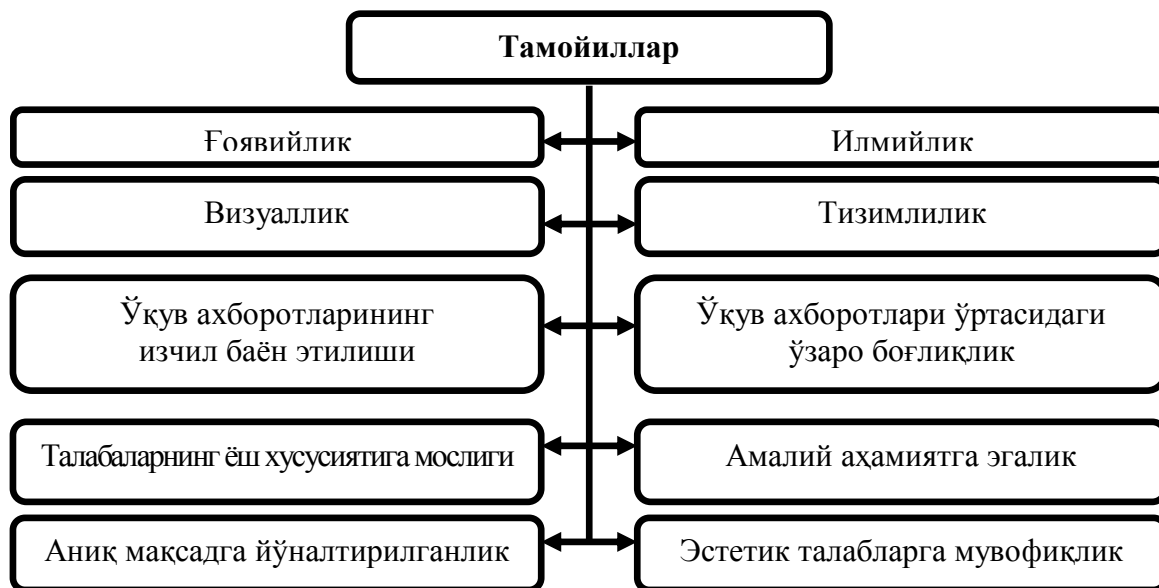 Тамойиллар
Ғоявийлик
Илмийлик
Визуаллик
Тизимлилик
Ўқув ахборотларининг
изчил баён этилиши
Ўқув ахборотлари ўртасидаги
ўзаро боғлиқлик
Талабаларнинг ёш хусусиятига мослиги
Амалий аҳамиятга эгалик
Аниқ мақсадга йўналтирилганлик
Эстетик талабларга мувофиқлик